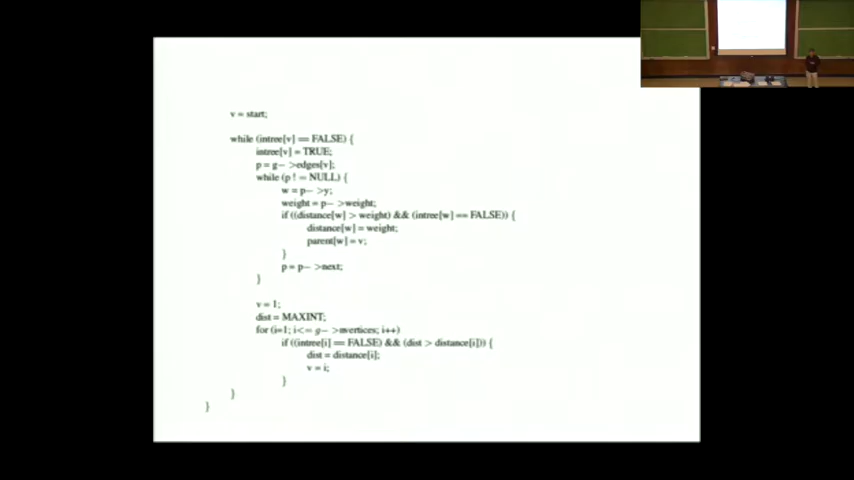 v = start;
while (intree[v] == FALSE) {
intree[v] = TRUE;
p = g− >edges[v];
while (p ! = NULL) {
w = p− >y;
weight = p− >weight;
if ((distance[w] > weight) && (intree[w] == FALSE)) {
distance[w] = weight;
parent[w] = v;
}
p = p− >next;
}
v = 1;
dist = MAXINT;
for (i=1; i<= g− >nvertices; i++)
if ((intree[i] == FALSE) && (dist > distance[i])) {
dist = distance[i];
v = i;
}
}
}